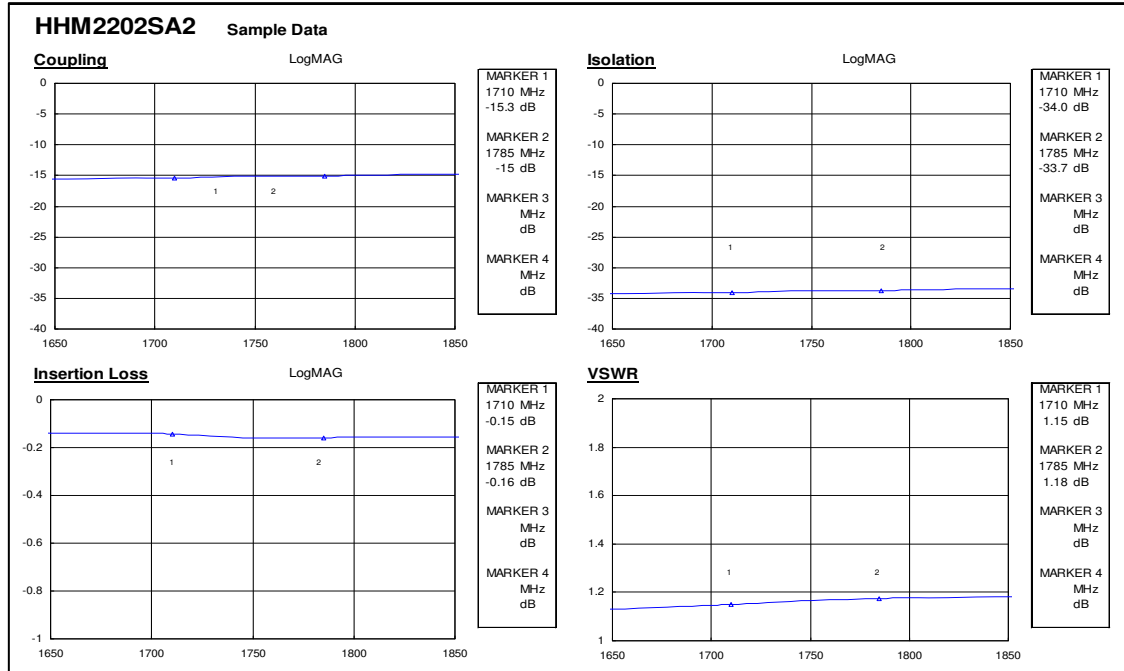 HHM2202SA2 Sample Data
Coupling
LogMAG
0
-5
-10
-15
-20
-25
-30
-35
-40
1650 1700 1750 1800 1850
1 2
MARKER 1
1710 MHz
-15.3 dB
MARKER 2
1785 MHz
-15 dB
MARKER 3
MHz
dB
MARKER 4
MHz
dB
Isolation
LogMAG
0
-5
-10
-15
-20
-25
-30
-35
-40
1650 1700 1750 1800 1850
1 2
MARKER 1
1710 MHz
-34.0 dB
MARKER 2
1785 MHz
-33.7 dB
MARKER 3
MHz
dB
MARKER 4
MHz
dB
Insertion Loss
LogMAG
0
-0.2
-0.4
-0.6
-0.8
-1
1650 1700 1750 1800 1850
1 2
MARKER 1
1710 MHz
-0.15 dB
MARKER 2
1785 MHz
-0.16 dB
MARKER 3
MHz
dB
MARKER 4
MHz
dB
VSWR
2
1.8
1.6
1.4
1.2
1
1650 1700 1750 1800 1850
1 2
MARKER 1
1710 MHz
1.15 dB
MARKER 2
1785 MHz
1.18 dB
MARKER 3
MHz
dB
MARKER 4
MHz
dB